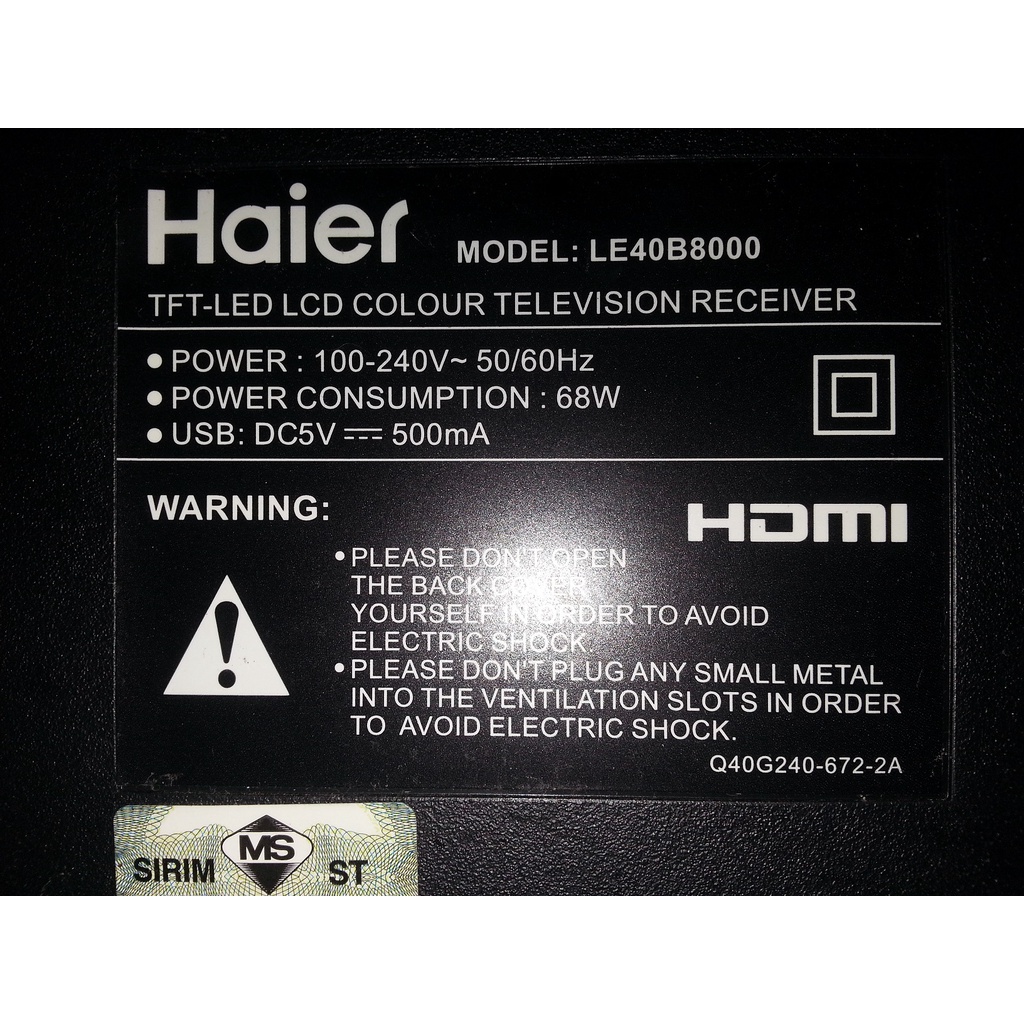 Haier MODEL: LE40B8000
TFT-LED LCD COLOUR TELEVISION RECEIVER
• POWER : 100-240V~ 50/60Hz
• POWER CONSUMPTION : 68W
• USB: DC5V ⎓ 500mA
WARNING:
HDMI
• PLEASE DON'T OPEN
THE BACK COVER
YOURSELF IN ORDER TO AVOID
ELECTRIC SHOCK.
• PLEASE DON'T PLUG ANY SMALL METAL
INTO THE VENTILATION SLOTS IN ORDER
TO AVOID ELECTRIC SHOCK.
Q40G240-672-2A
SIRIM MS ST